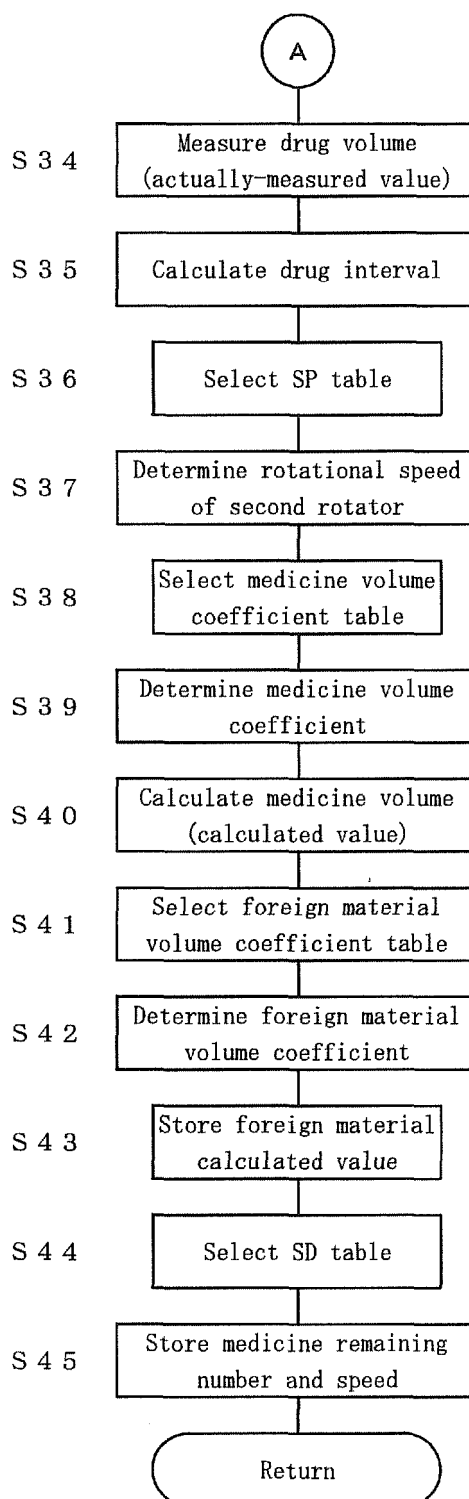 A
S34
Measure drug volume
(actually-measured value)
S35
Calculate drug interval
S36
Select SP table
S37
Determine rotational speed
of second rotator
S38
Select medicine volume
coefficient table
S39
Determine medicine volume
coefficient
S40
Calculate medicine volume
(calculated value)
S41
Select foreign material
volume coefficient table
S42
Determine foreign material
volume coefficient
S43
Store foreign material
calculated value
S44
Select SD table
S45
Store medicine remaining
number and speed
Return